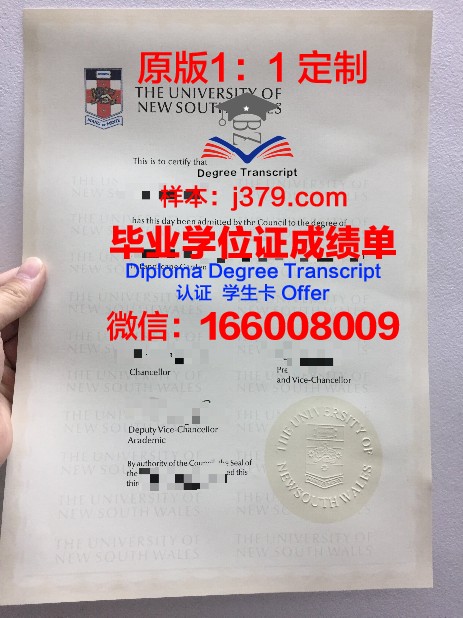 原版1：1 定制
THE UNIVERSITY OF
NEW SOUTH WALES
This is to certify that
Degree Transcript
样本：j379.com
has this day been admitted by the Council to the degree of
毕业学位证成绩单
Diploma Degree Transcript
认证 学生卡 Offer
微信：166008009
Chancellor
and Vice-Chancellor
Deputy Vice-Chancellor
Academic
By authority of the Council, the Seal of
the
this
THE UNIVERSITY OF
NEW SOUTH WALES